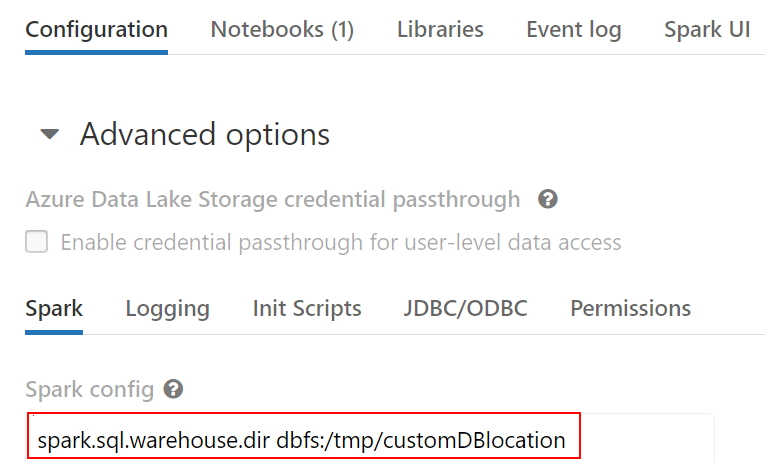 Configuration Notebooks (1) Libraries Event log Spark UI
Advanced options
Azure Data Lake Storage credential passthrough ?
Enable credential passthrough for user-level data access
Spark Logging Init Scripts JDBC/ODBC Permissions
Spark config ?
spark.sql.warehouse.dir dbfs:/tmp/customDBlocation